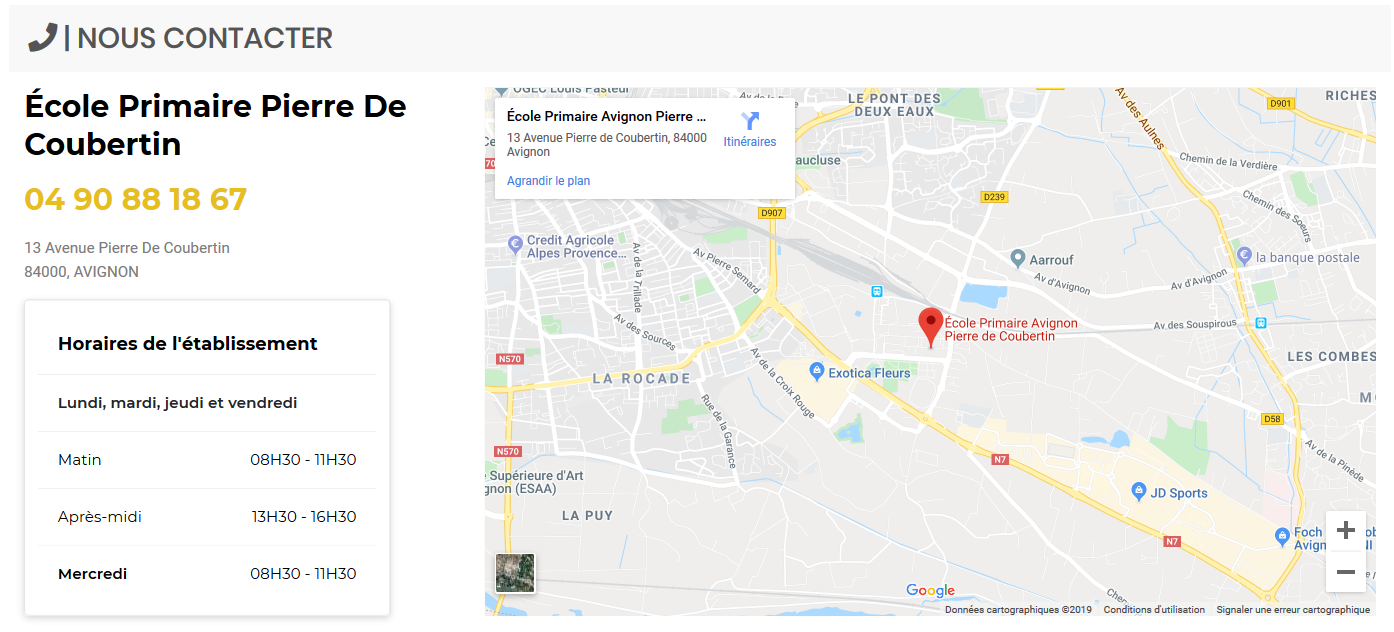 | NOUS CONTACTER
École Primaire Pierre De
Coubertin
04 90 88 18 67
13 Avenue Pierre De Coubertin
84000, AVIGNON
Horaires de l'établissement
Lundi, mardi, jeudi et vendredi
Matin 08H30 - 11H30
Après-midi 13H30 - 16H30
Mercredi 08H30 - 11H30
OGEC Louis Pasteur
École Primaire Avignon Pierre ...
13 Avenue Pierre de Coubertin, 84000
Avignon
Itinéraires
Agrandir le plan
LE PONT DES
DEUX EAUX
Av des Aulnes
D901
RICHES
aucluse
Chemin de la Verdière
D239
Chemin des Sœurs
D907
Credit Agricole
Alpes Provence...
Av de la Trillade
Av Pierre Semard
Aarrouf
la banque postale
Av d'Avignon
Av d'Avignon
École Primaire Avignon
Pierre de Coubertin
Av des Souspirous
Av des Sources
N570
LES COMBES
LA ROCADE
Av de la Croix Rouge
Exotica Fleurs
Rue de la Garance
D58
N570
N7
Av de la Pinède
Supérieure d'Art
gnon (ESAA)
JD Sports
LA PUY
N7
Foch
Avign
Google
Données cartographiques ©2019 Conditions d'utilisation Signaler une erreur cartographique